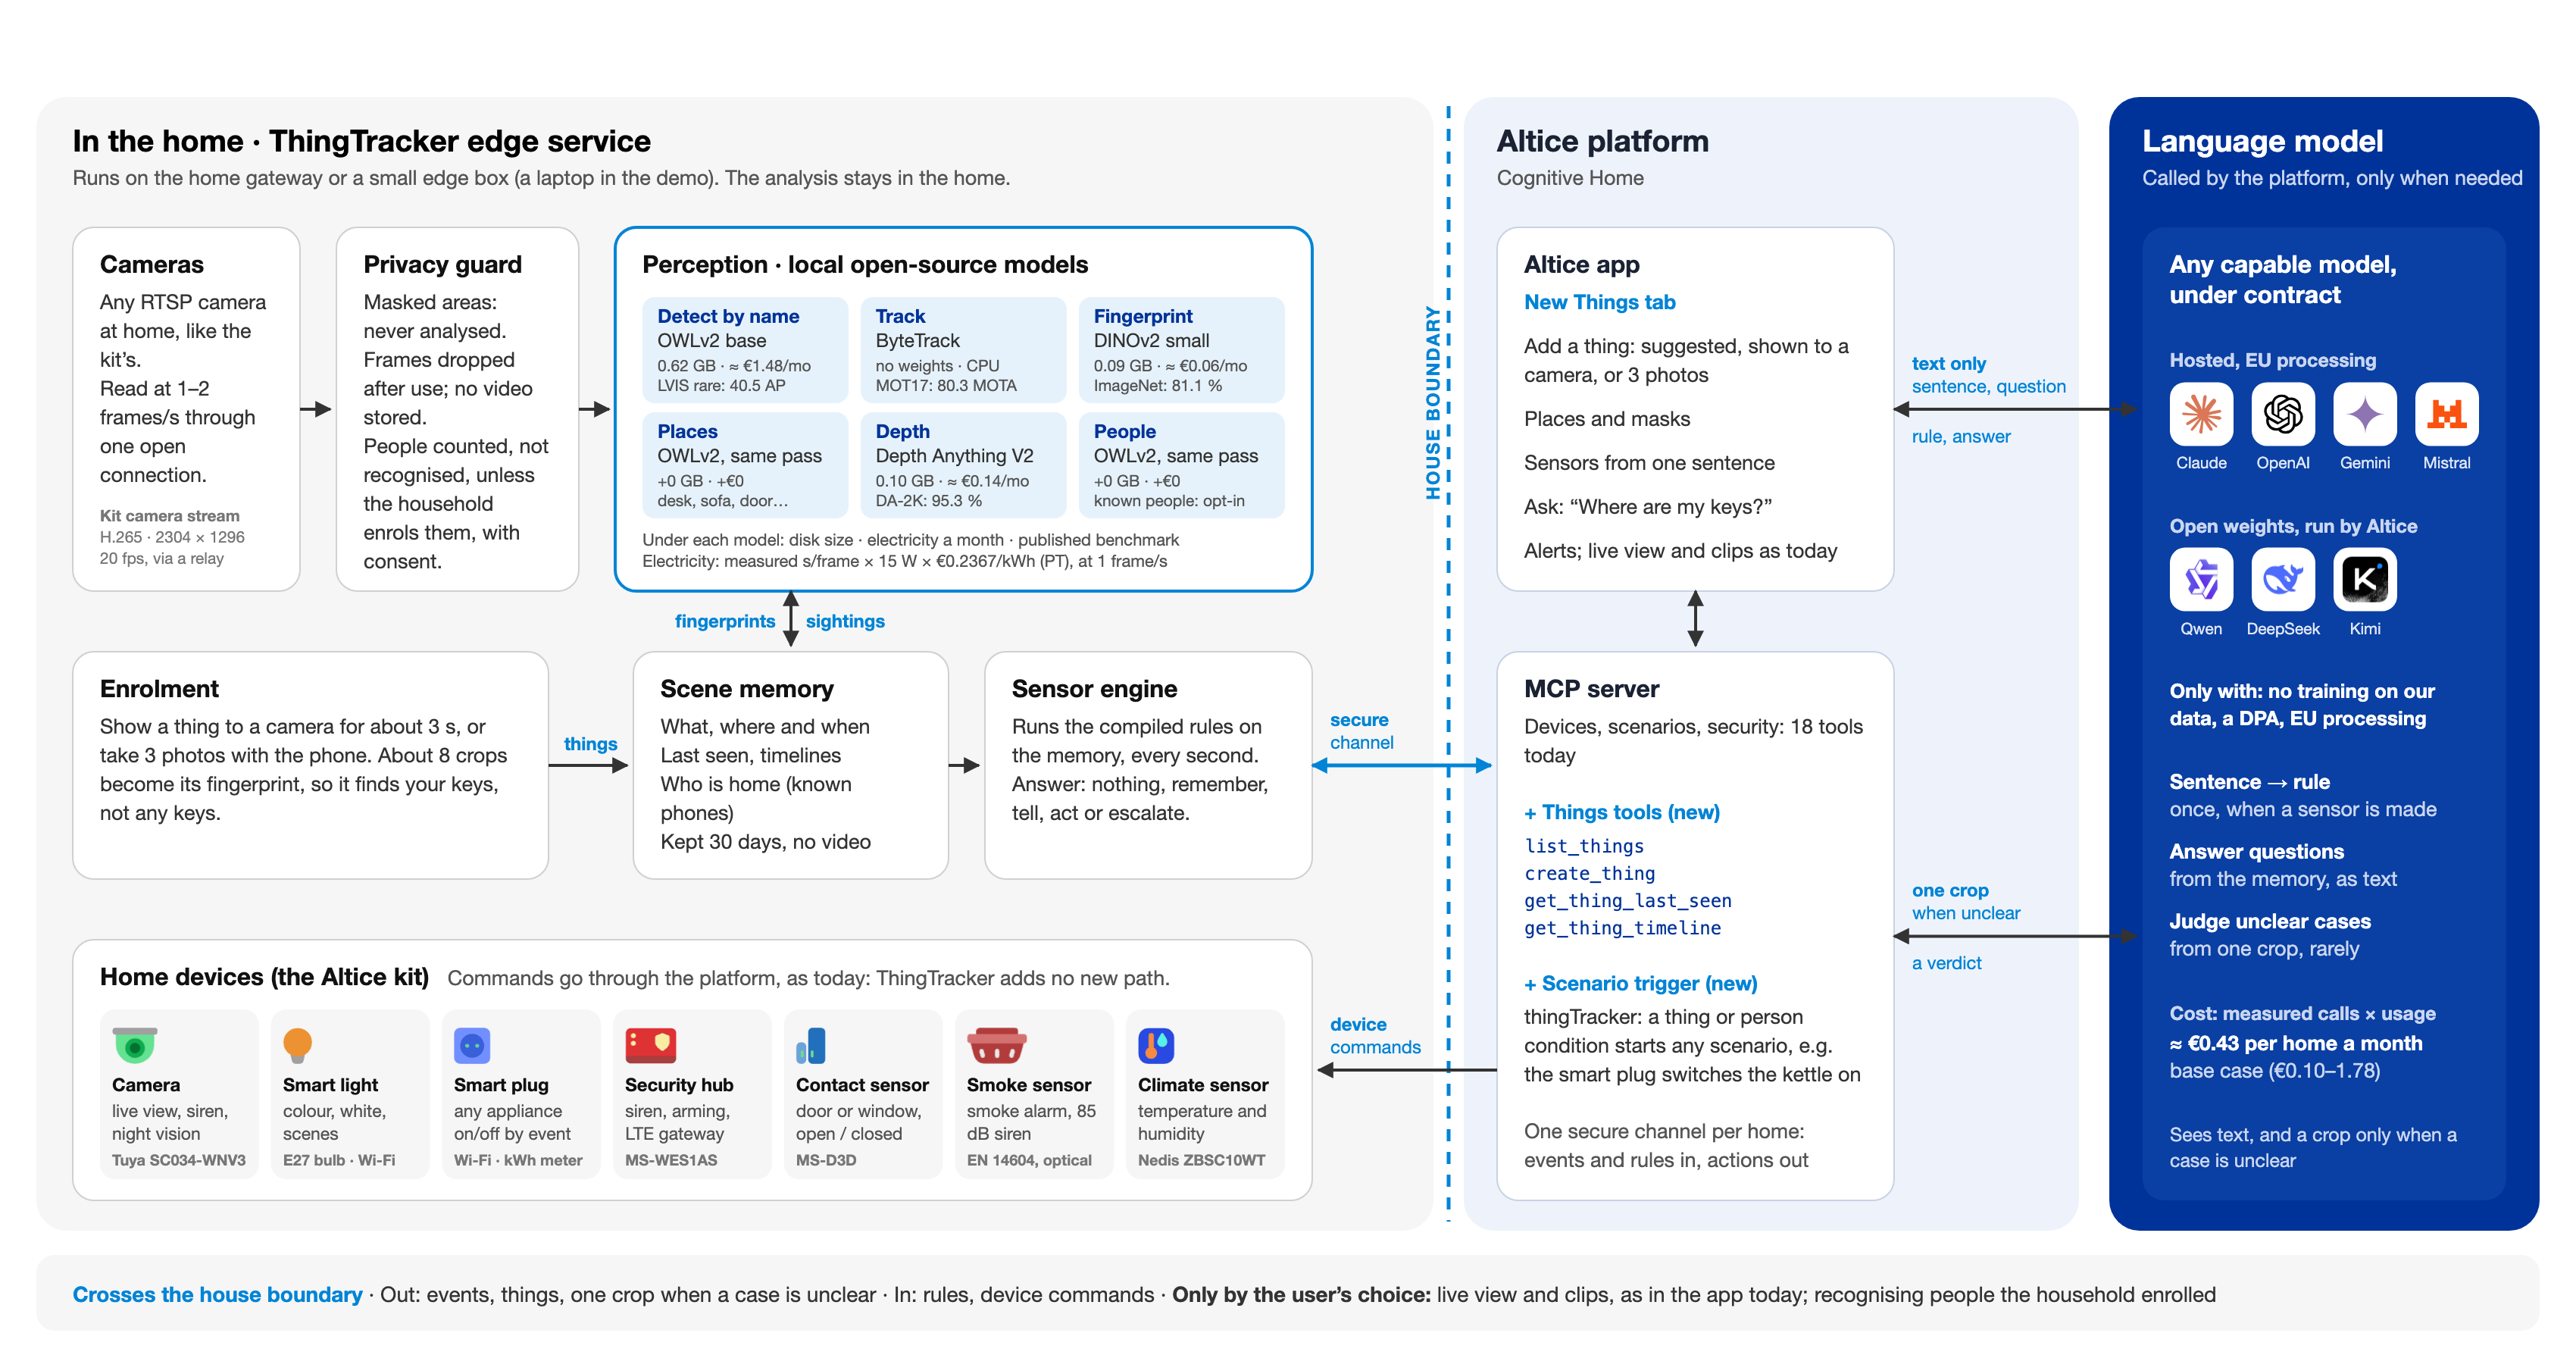 In the home · ThingTracker edge service
Runs on the home gateway or a small edge box (a laptop in the demo). The analysis stays in the home.
Cameras
Any RTSP camera
at home, like the
kit’s.
Read at 1–2
frames/s through
one open
connection.
Kit camera stream
H.265 · 2304 × 1296
20 fps, via a relay
Privacy guard
Masked areas:
never analysed.
Frames dropped
after use; no video
stored.
People counted, not
recognised, unless
the household
enrols them, with
consent.
Perception · local open-source models
Detect by name
OWLv2 base
0.62 GB · ≈ €1.48/mo
LVIS rare: 40.5 AP
Track
ByteTrack
no weights · CPU
MOT17: 80.3 MOTA
Fingerprint
DINOv2 small
0.09 GB · ≈ €0.06/mo
ImageNet: 81.1 %
Places
OWLv2, same pass
+0 GB · +€0
desk, sofa, door…
Depth
Depth Anything V2
0.10 GB · ≈ €0.14/mo
DA-2K: 95.3 %
People
OWLv2, same pass
+0 GB · +€0
known people: opt-in
Under each model: disk size · electricity a month · published benchmark
Electricity: measured s/frame × 15 W × €0.2367/kWh (PT), at 1 frame/s
fingerprints
sightings
Enrolment
Show a thing to a camera for about 3 s, or
take 3 photos with the phone. About 8 crops
become its fingerprint, so it finds your keys,
not any keys.
things
Scene memory
What, where and when
Last seen, timelines
Who is home (known
phones)
Kept 30 days, no video
Sensor engine
Runs the compiled rules on
the memory, every second.
Answer: nothing, remember,
tell, act or escalate.
secure
channel
Home devices (the Altice kit)
Commands go through the platform, as today: ThingTracker adds no new path.
Camera
live view, siren,
night vision
Tuya SC034-WNV3
Smart light
colour, white,
scenes
E27 bulb · Wi-Fi
Smart plug
any appliance
on/off by event
Wi-Fi · kWh meter
Security hub
siren, arming,
LTE gateway
MS-WES1AS
Contact sensor
door or window,
open / closed
MS-D3D
Smoke sensor
smoke alarm, 85
dB siren
EN 14604, optical
Climate sensor
temperature and
humidity
Nedis ZBSC10WT
device
commands
HOUSE BOUNDARY
Altice platform
Cognitive Home
Altice app
New Things tab
Add a thing: suggested, shown to a
camera, or 3 photos
Places and masks
Sensors from one sentence
Ask: “Where are my keys?”
Alerts; live view and clips as today
text only
sentence, question
rule, answer
MCP server
Devices, scenarios, security: 18 tools
today
+ Things tools (new)
list_things
create_thing
get_thing_last_seen
get_thing_timeline
+ Scenario trigger (new)
thingTracker: a thing or person
condition starts any scenario, e.g.
the smart plug switches the kettle on
One secure channel per home:
events and rules in, actions out
one crop
when unclear
a verdict
Language model
Called by the platform, only when needed
Any capable model,
under contract
Hosted, EU processing
Claude
OpenAI
Gemini
Mistral
Open weights, run by Altice
Qwen
DeepSeek
Kimi
Only with: no training on our
data, a DPA, EU processing
Sentence → rule
once, when a sensor is made
Answer questions
from the memory, as text
Judge unclear cases
from one crop, rarely
Cost: measured calls × usage
≈ €0.43 per home a month
base case (€0.10–1.78)
Sees text, and a crop only when a
case is unclear
Crosses the house boundary · Out: events, things, one crop when a case is unclear · In: rules, device commands · Only by the user’s choice: live view and clips, as in the app today; recognising people the household enrolled